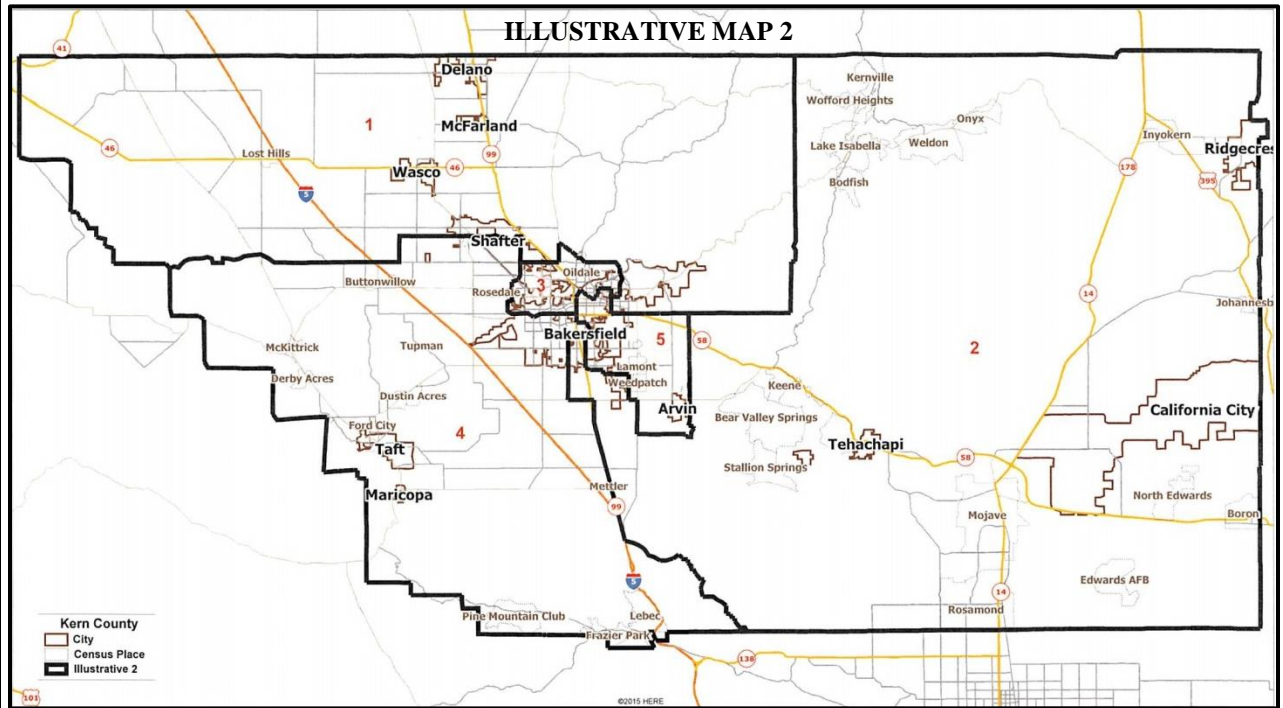 ILLUSTRATIVE MAP 2
41
Delano
Kernville
Wofford Heights
Onyx
1
McFarland
Inyokern
46
Lost Hills
99
Lake Isabella
Weldon
Ridgecres
Wasco
46
178
395
Bodfish
5
Shafter
Oildale
Buttonwillow
Rosedale
3
14
Johannesb
Bakersfield
5
58
2
McKittrick
Tupman
Lamont
Derby Acres
Weedpatch
Keene
Dustin Acres
Arvin
Bear Valley Springs
California City
Ford City
4
Tehachapi
Taft
58
Stallion Springs
Maricopa
Mettler
North Edwards
99
Mojave
Boron
5
Edwards AFB
14
Rosamond
Pine Mountain Club
Lebec
Frazier Park
138
Kern County
City
Census Place
Illustrative 2
101
©2015 HERE